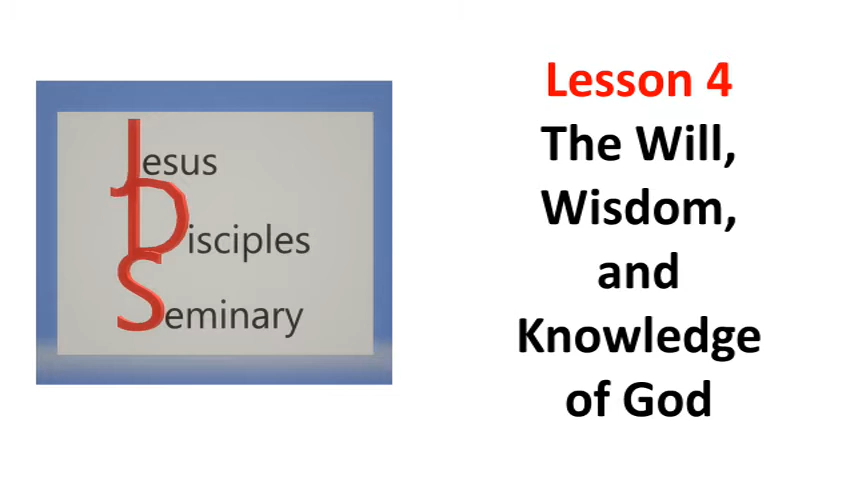 Jesus
Disciples
Seminary
Lesson 4
The Will,
Wisdom,
and
Knowledge
of God